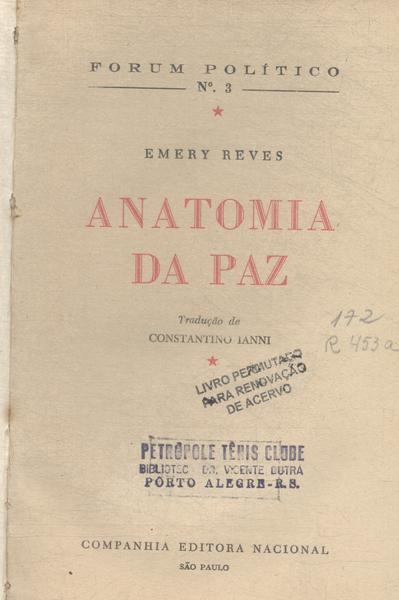 FORUM POLÍTICO
Nº. 3
EMERY REVES
ANATOMIA
DA PAZ
Tradução de
CONSTANTINO IANNI
172
R 453a
LIVRO PERMUTADO
PARA RENOVAÇÃO
DE ACERVO
PETRÓPOLE TÊNIS CLUBE
BIBLIOTEC DR. VICENTE DUTRA
PÔRTO ALEGRE-R.S.
COMPANHIA EDITORA NACIONAL
SÃO PAULO